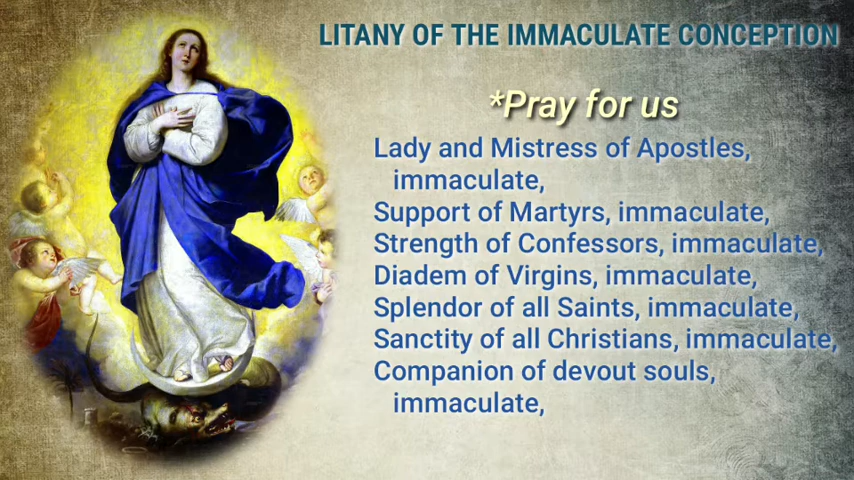 LITANY OF THE IMMACULATE CONCEPTION
*Pray for us
Lady and Mistress of Apostles,
immaculate,
Support of Martyrs, immaculate,
Strength of Confessors, immaculate,
Diadem of Virgins, immaculate,
Splendor of all Saints, immaculate,
Sanctity of all Christians, immaculate,
Companion of devout souls,
immaculate,